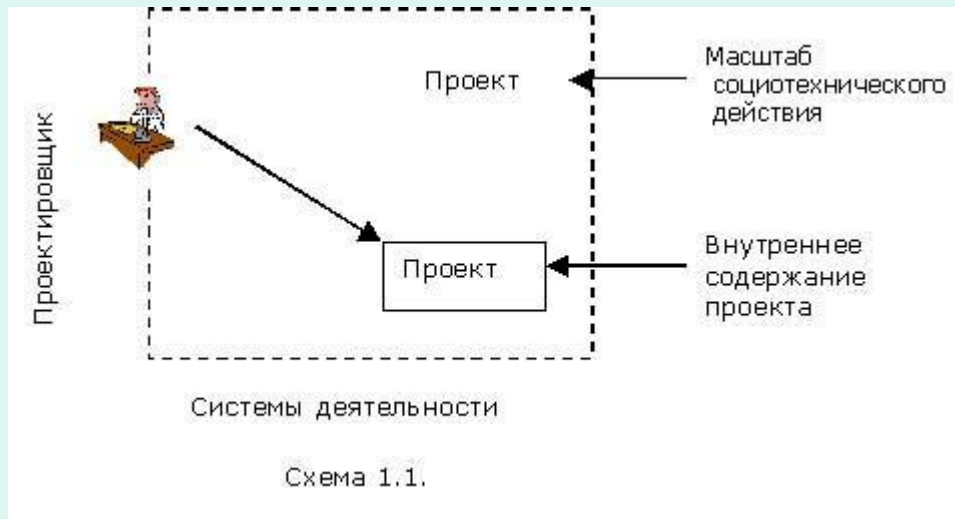 Проектировщик
Проект
Масштаб
социотехнического
действия
Проект
Внутреннее
содержание
проекта
Системы деятельности
Схема 1.1.